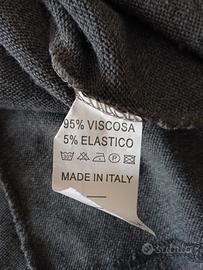 95% VISCOSA
5% ELASTICO
MADE IN ITALY
subito